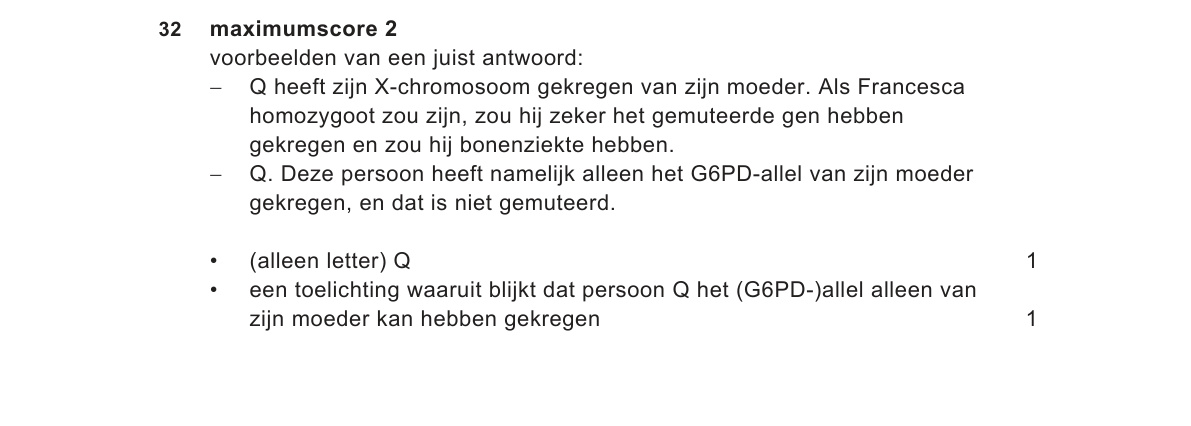 32 maximumscore 2
voorbeelden van een juist antwoord:
– Q heeft zijn X-chromosoom gekregen van zijn moeder. Als Francesca
homozygoot zou zijn, zou hij zeker het gemuteerde gen hebben
gekregen en zou hij bonenziekte hebben.
– Q. Deze persoon heeft namelijk alleen het G6PD-allel van zijn moeder
gekregen, en dat is niet gemuteerd.
• (alleen letter) Q 1
• een toelichting waaruit blijkt dat persoon Q het (G6PD-)allel alleen van
zijn moeder kan hebben gekregen 1